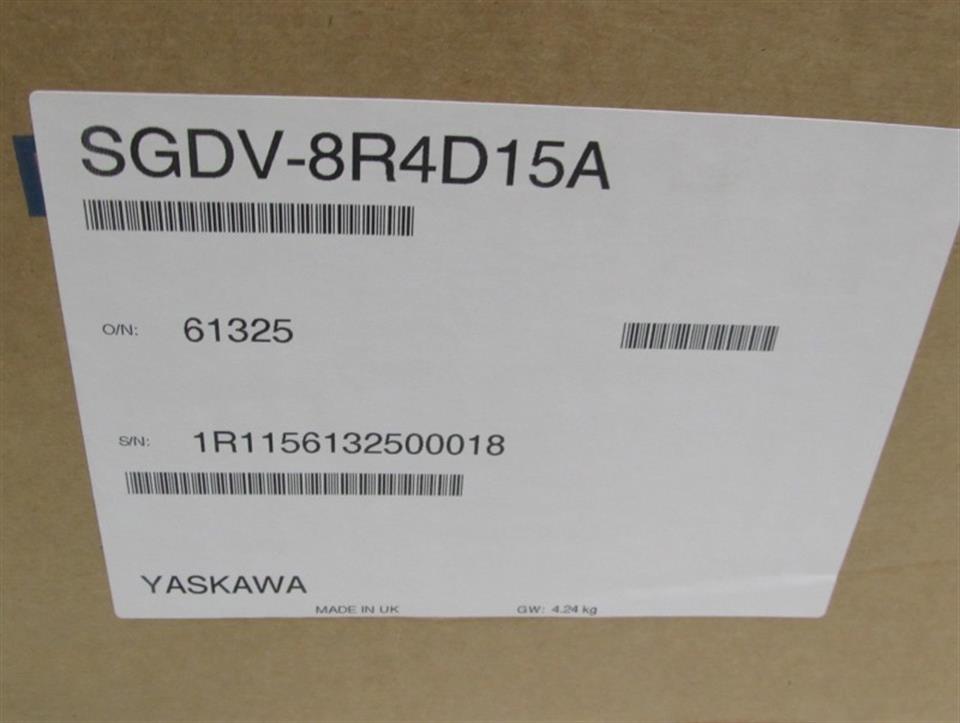 SGDV-8R4D15A
O/N: 61325
S/N: 1R1156132500018
YASKAWA
MADE IN UK GW: 4.24 kg